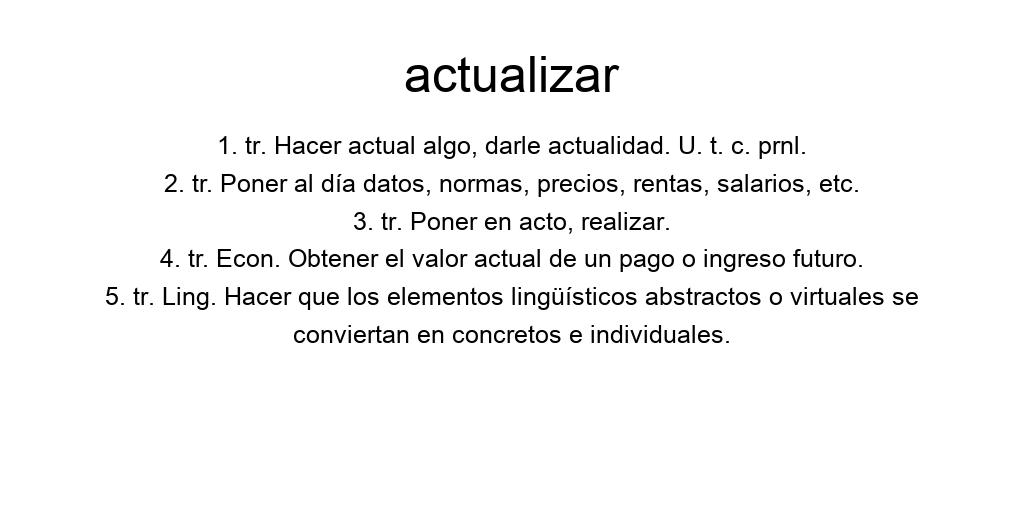 actualizar
1. tr. Hacer actual algo, darle actualidad. U. t. c. prnl.
2. tr. Poner al día datos, normas, precios, rentas, salarios, etc.
3. tr. Poner en acto, realizar.
4. tr. Econ. Obtener el valor actual de un pago o ingreso futuro.
5. tr. Ling. Hacer que los elementos lingüísticos abstractos o virtuales se
conviertan en concretos e individuales.